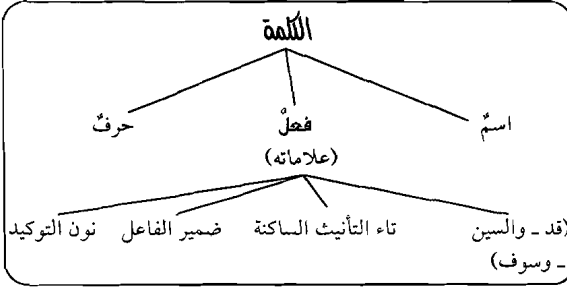 الكلمة
اسمٌ فعلٌ حرفٌ
(علاماته)
(قد ـ والسين تاء التأنيث الساكنة ضمير الفاعل نون التوكيد
ـ وسوف)